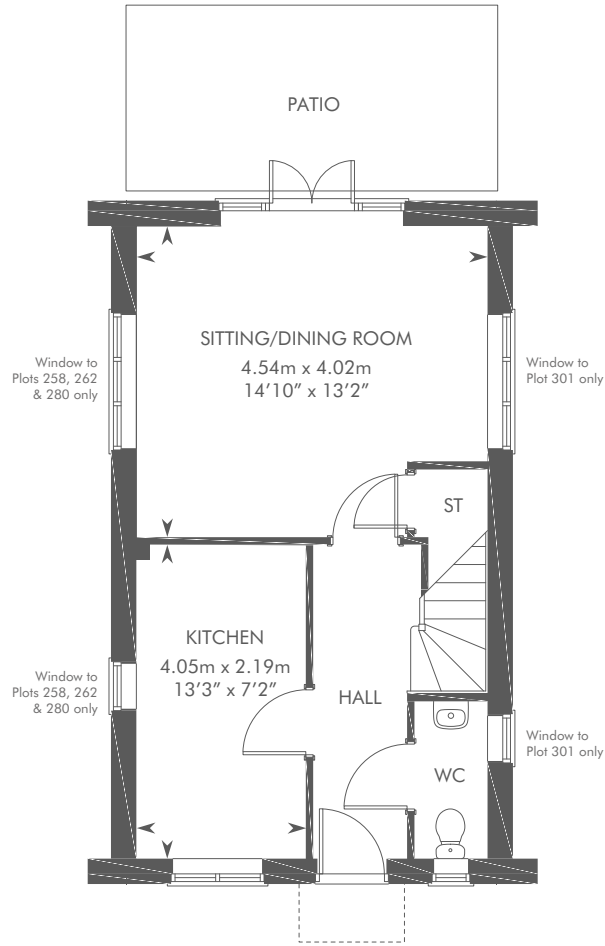 PATIO
SITTING/DINING ROOM
4.54m x 4.02m
14’10” x 13’2”
Window to
Plots 258, 262
& 280 only
Window to
Plot 301 only
ST
KITCHEN
4.05m x 2.19m
13’3” x 7’2”
Window to
Plots 258, 262
& 280 only
HALL
WC
Window to
Plot 301 only